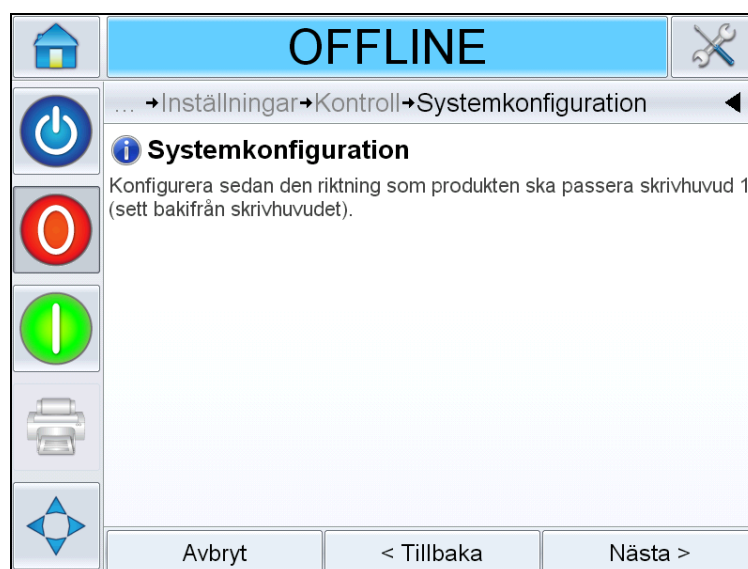 OFFLINE
... →Inställningar→Kontroll→Systemkonfiguration
Systemkonfiguration
Konfigurera sedan den riktning som produkten ska passera skrivhuvud 1
(sett bakifrån skrivhuvudet).
Avbryt
< Tillbaka
Nästa >